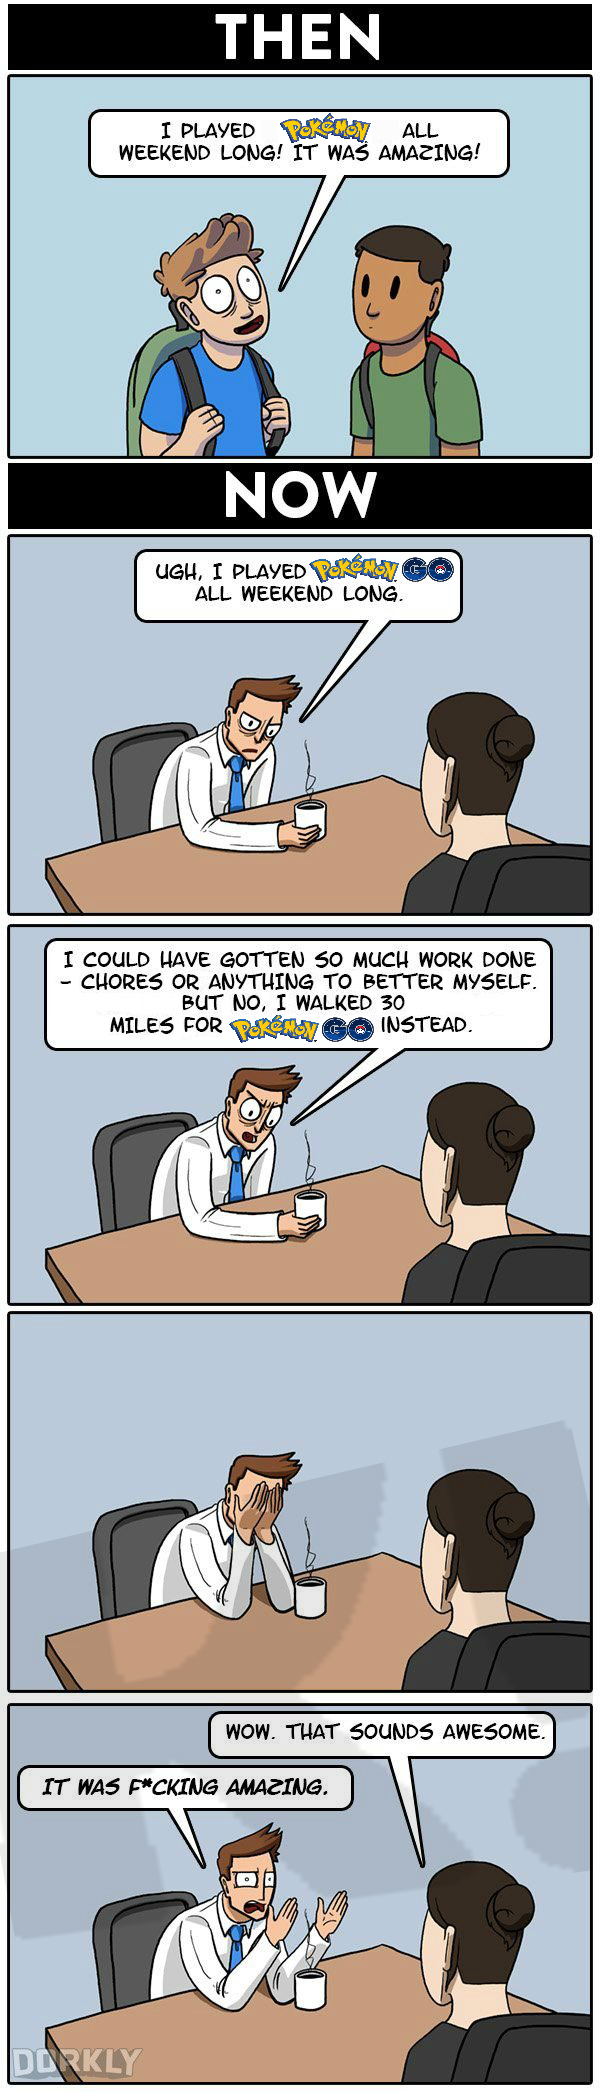 THEN
I PLAYED POKéMON ALL
WEEKEND LONG! IT WAS AMAZING!
NOW
UGH, I PLAYED POKéMON GO
ALL WEEKEND LONG.
I COULD HAVE GOTTEN SO MUCH WORK DONE
- CHORES OR ANYTHING TO BETTER MYSELF.
BUT NO, I WALKED 30
MILES FOR POKéMON GO INSTEAD.
WOW. THAT SOUNDS AWESOME.
IT WAS F*CKING AMAZING.
DORKLY